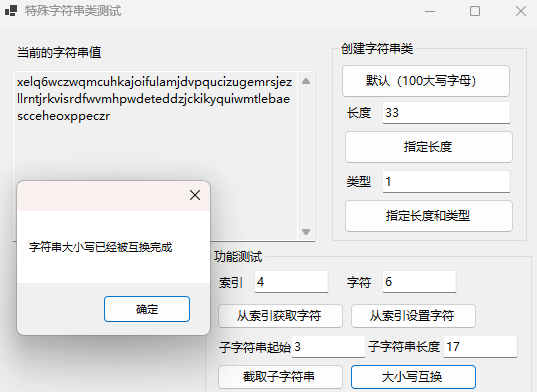 特殊字符串类测试
当前的字符串值
xelq6wczwqmcuhkajoifulamjdvpqucizugemrsjez
llrntjrkvisrdfwvmhpwdeteddzjckikyquiwmtlebae
scceheoxppeczr
创建字符串类
默认（100大写字母）
长度 33
指定长度
类型 1
指定长度和类型
字符串大小写已经被互换完成
确定
功能测试
索引 4 字符 6
从索引获取字符 从索引设置字符
子字符串起始 3 子字符串长度 17
截取子字符串 大小写互换